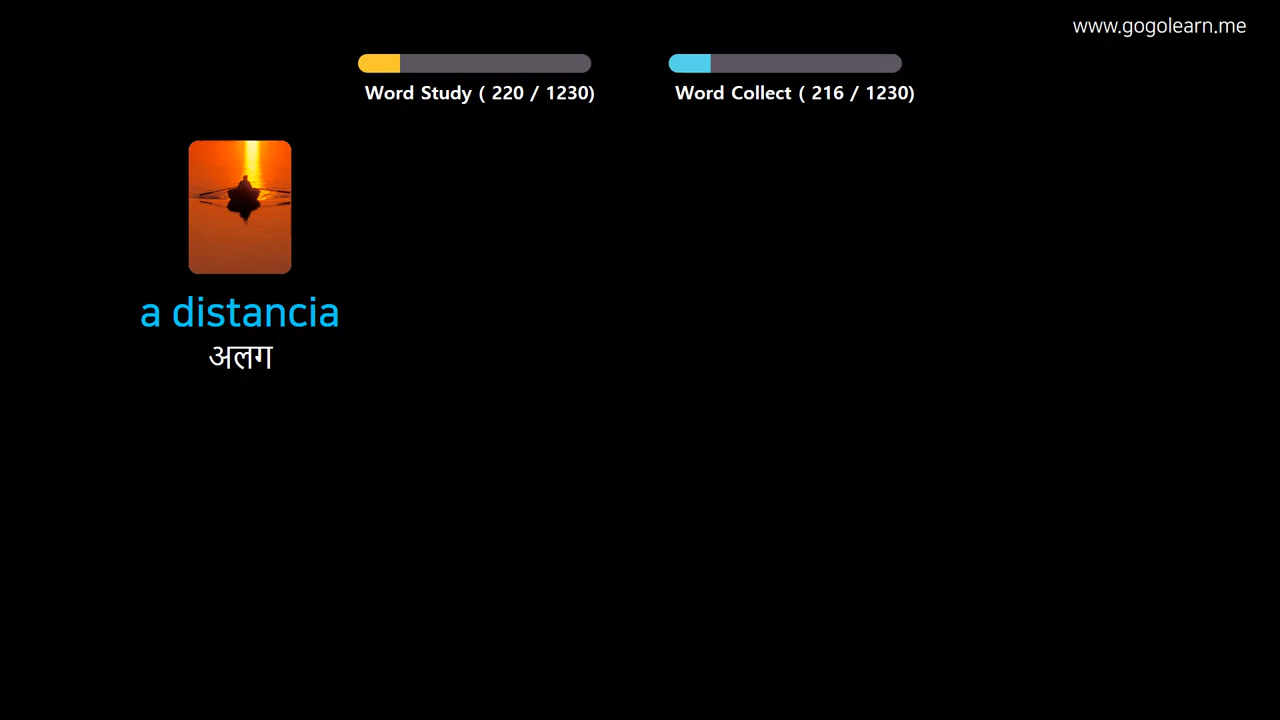 www.gogolearn.me
Word Study ( 220 / 1230)
Word Collect ( 216 / 1230)
a distancia
अलग